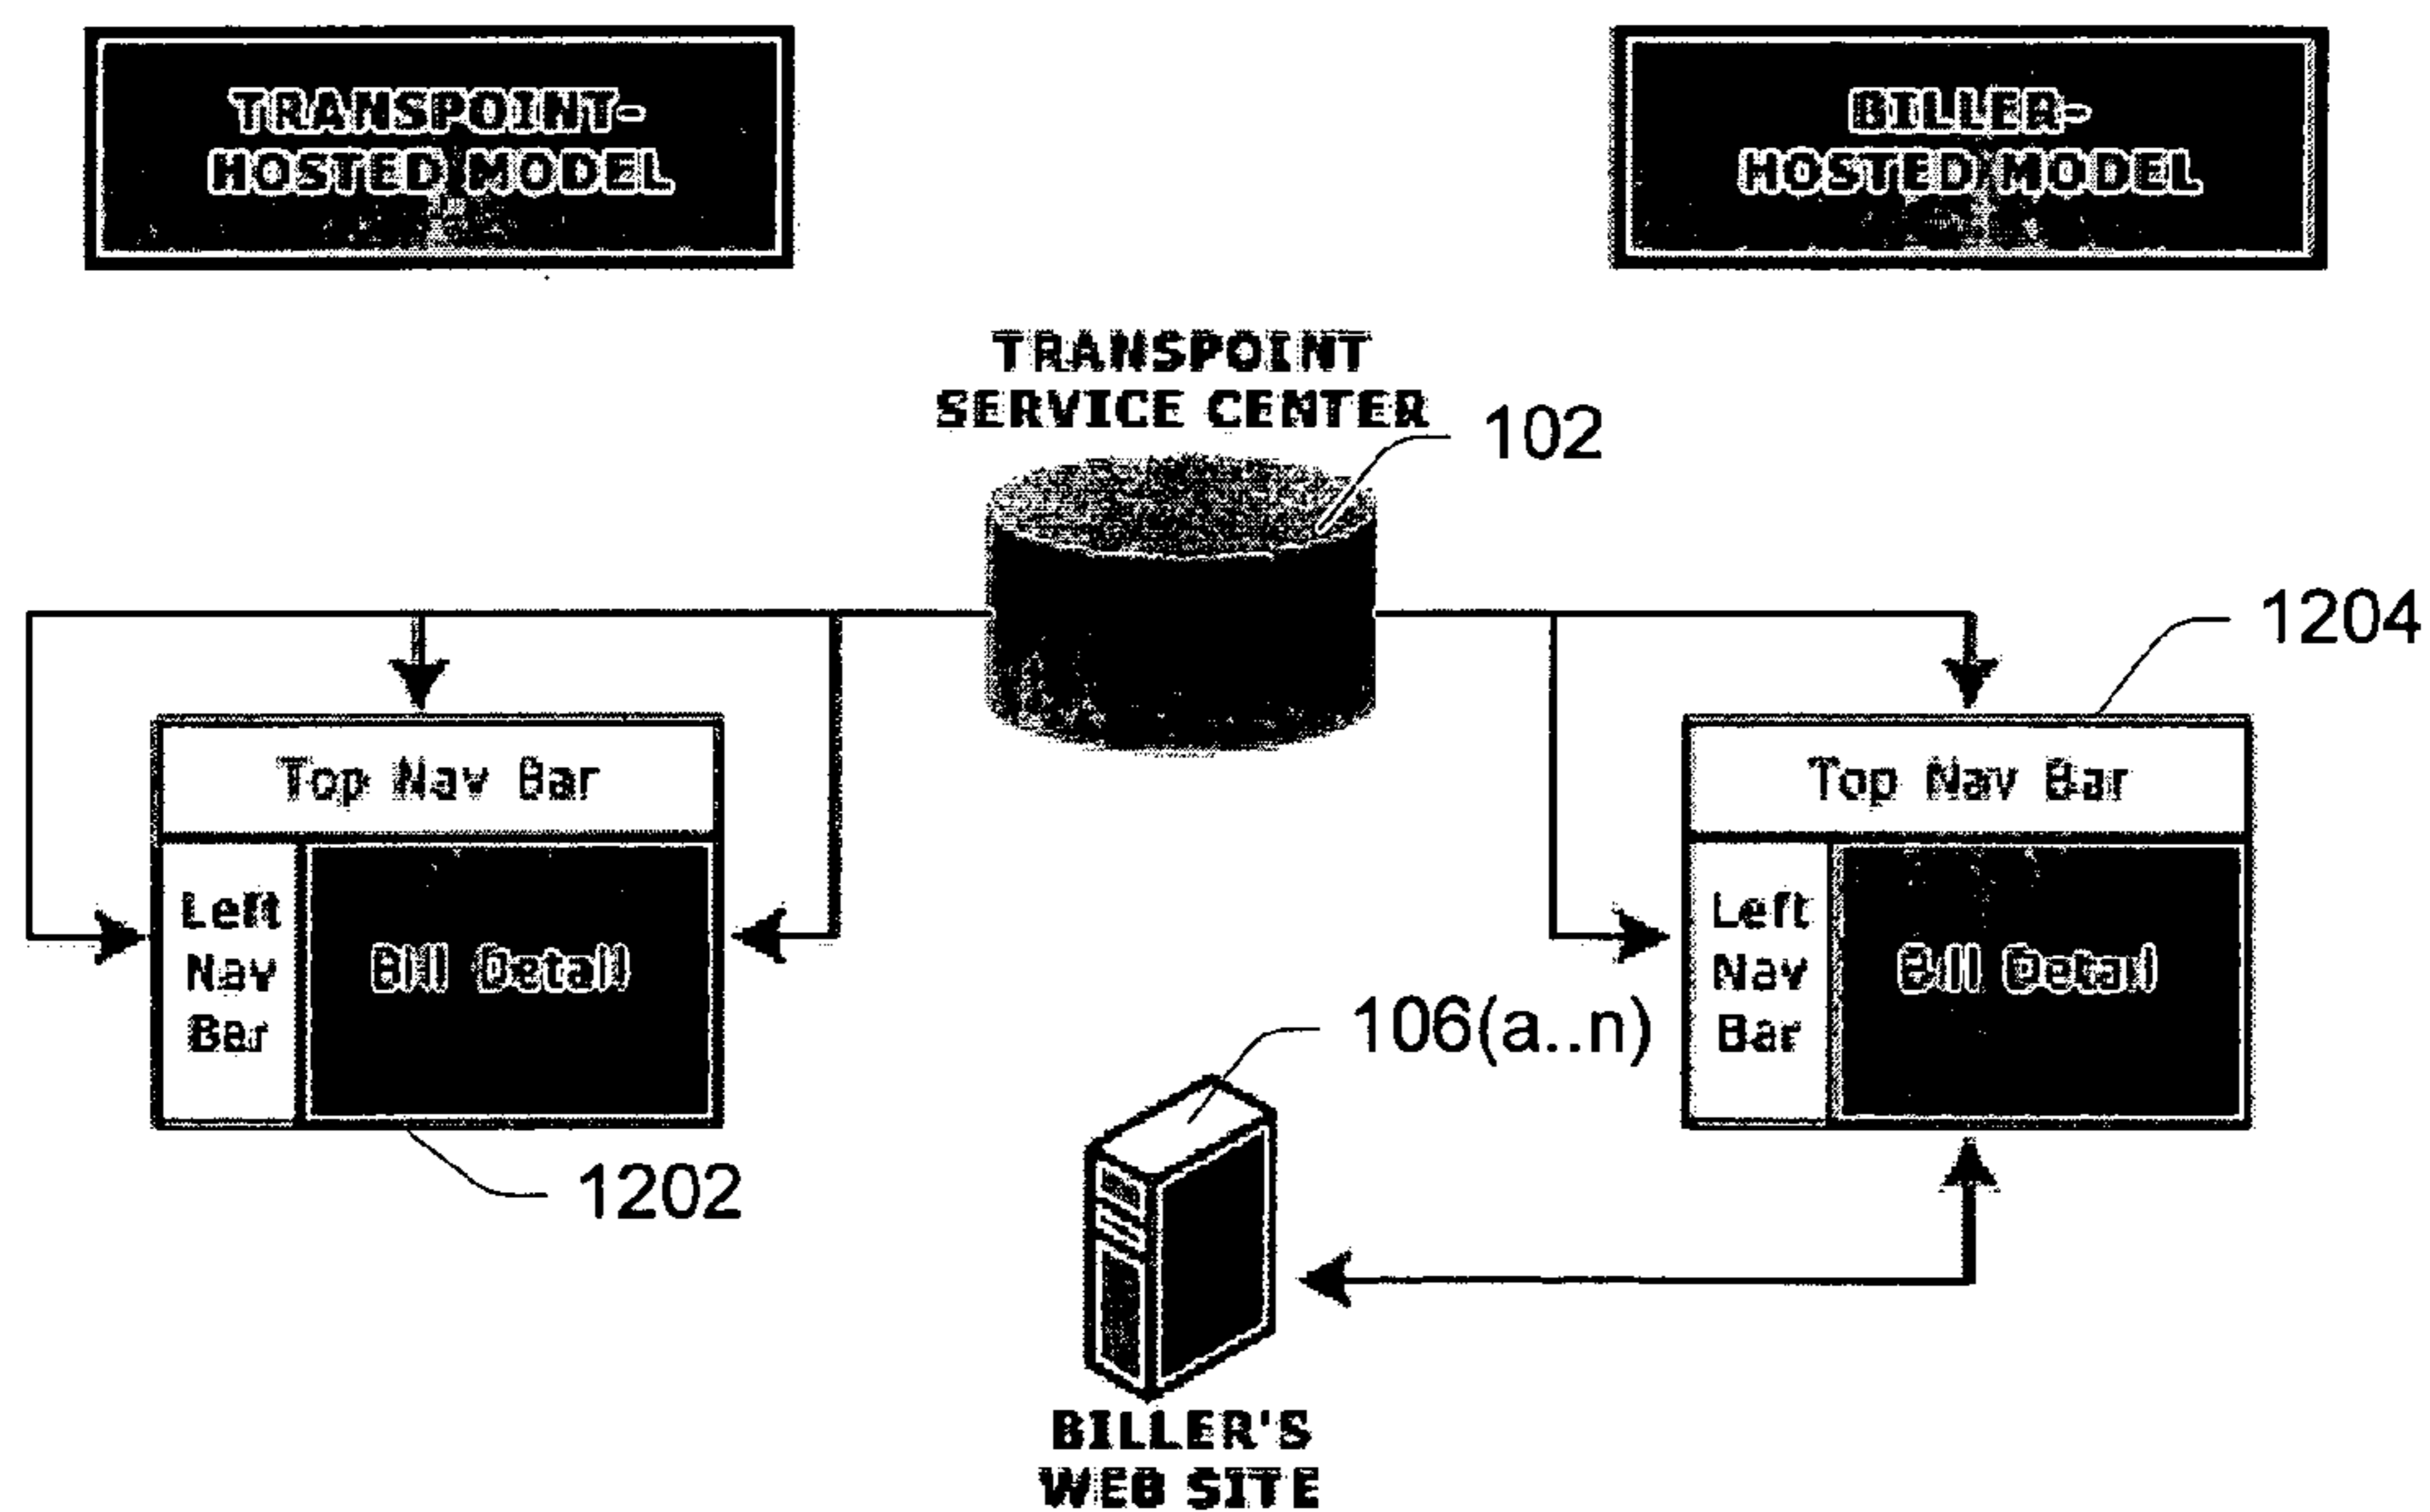 TRANSPOINT-
HOSTED MODEL
BILLER-
HOSTED MODEL
TRANSPOINT
SERVICE CENTER
102
1204
Top Nav Bar
Left
Nav
Bar
Bill Detail
1202
Top Nav Bar
Left
Nav
Bar
Bill Detail
106(a..n)
BILLER'S
WEB SITE